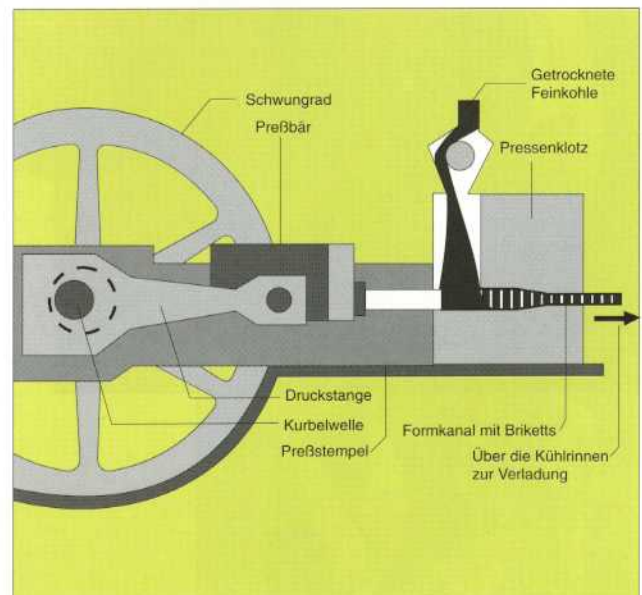 Getrocknete
Feinkohle
Schwungrad
Preßbär
Pressenklotz
Druckstange
Kurbelwelle
Preßstempel
Formkanal mit Briketts
Über die Kühlrinnen
zur Verladung